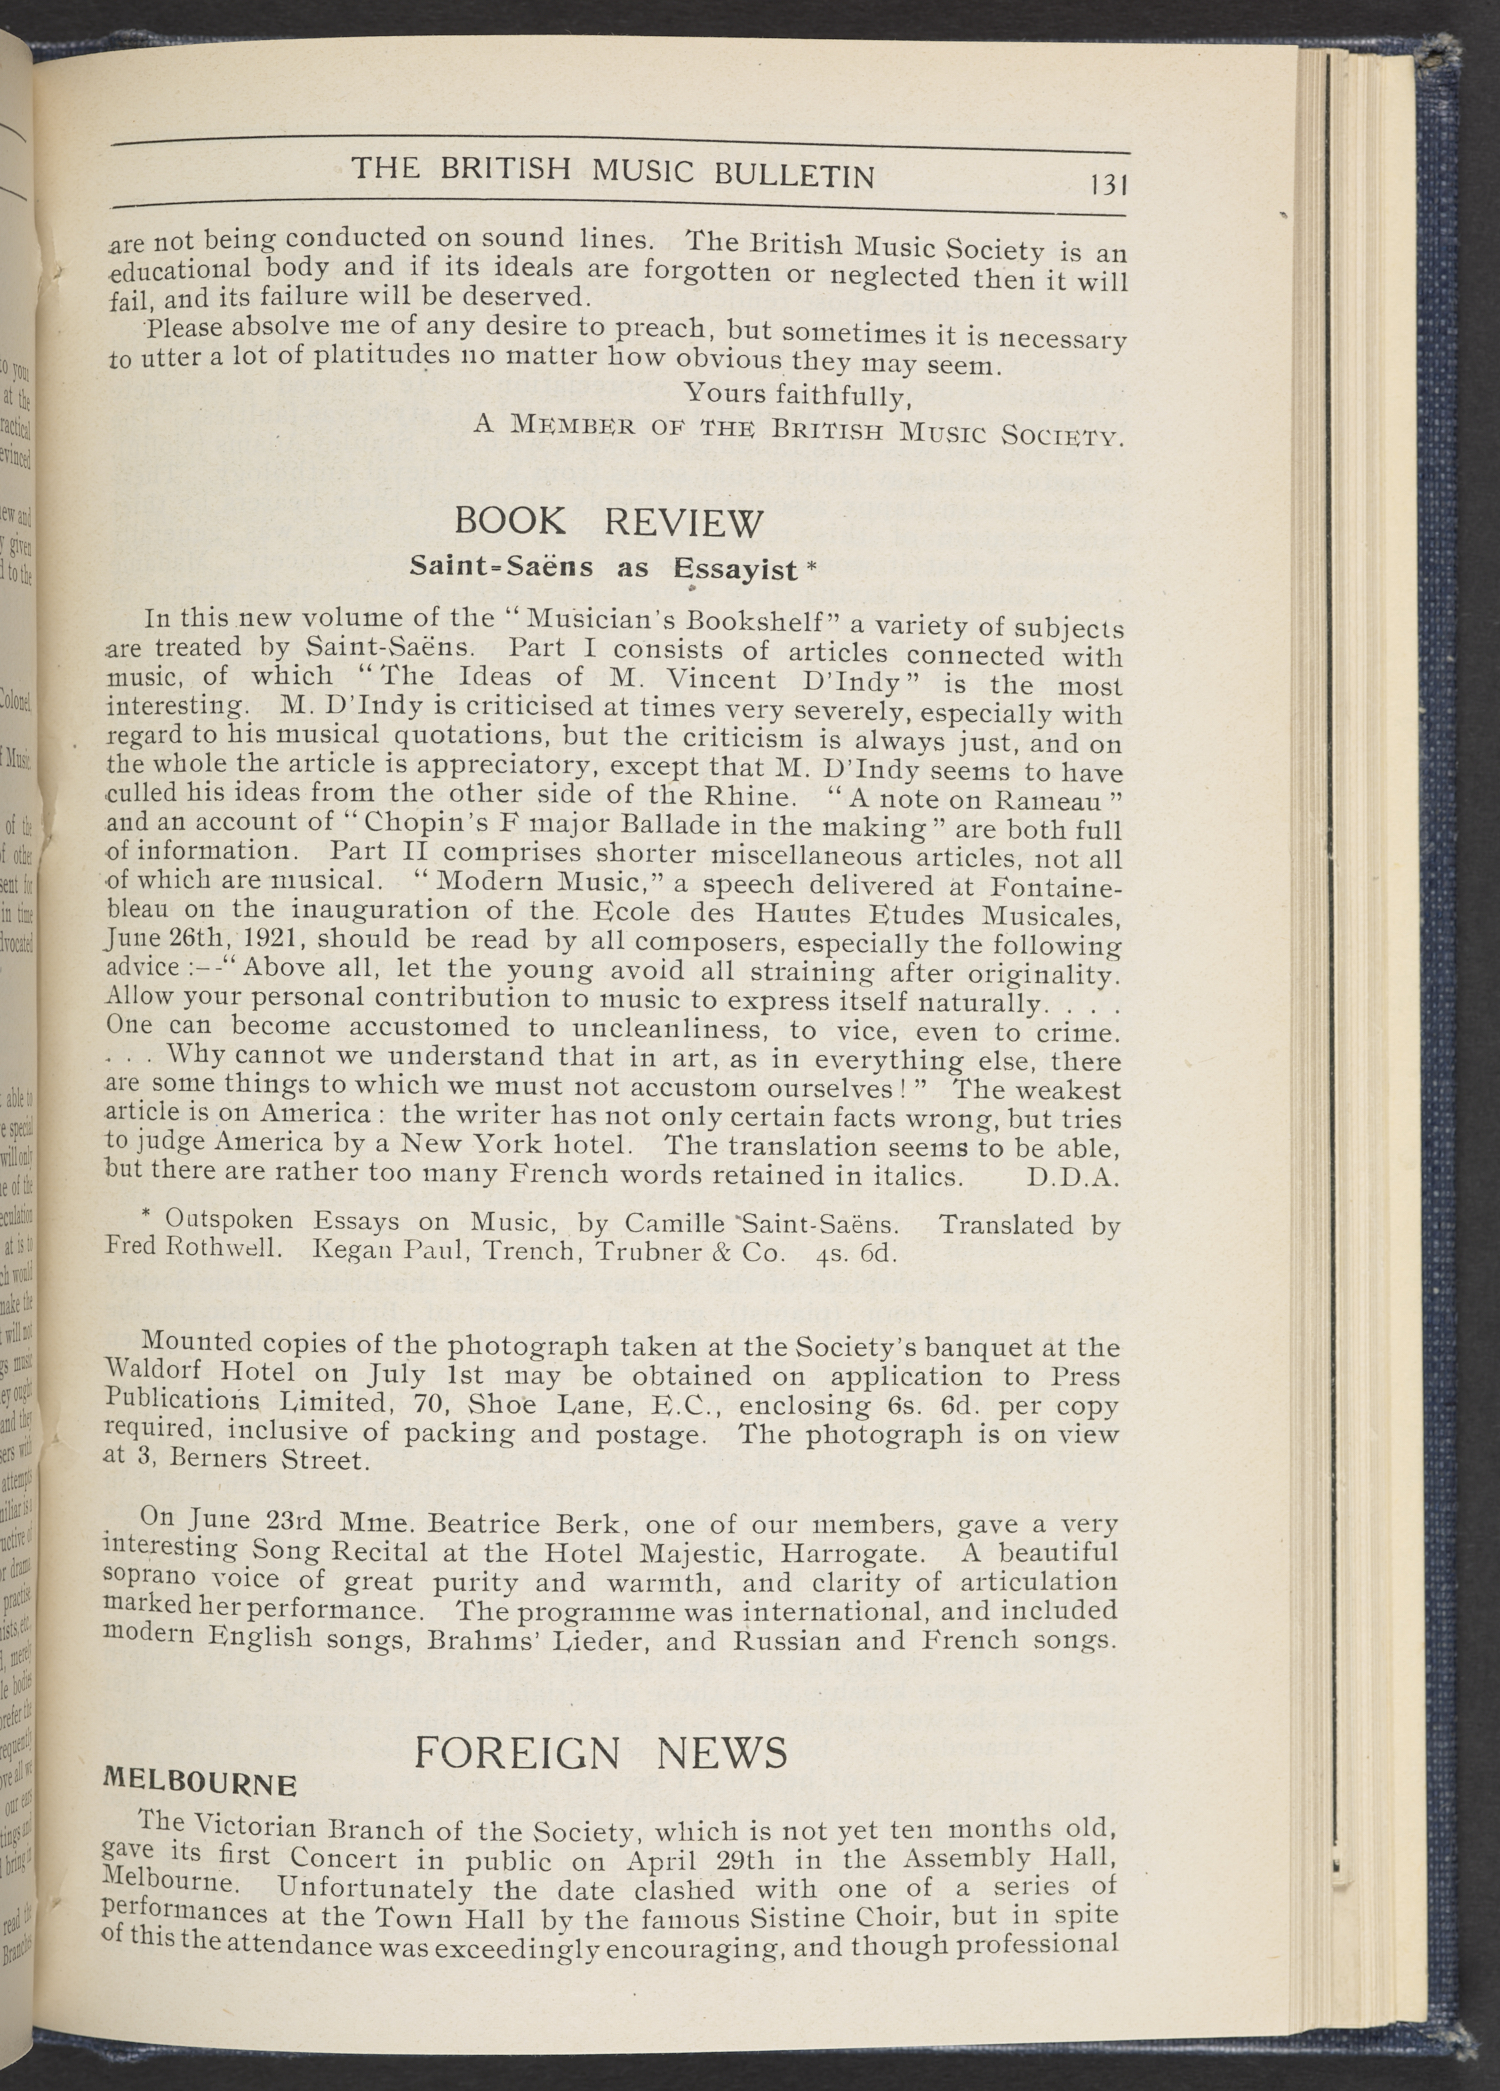 THE BRITISH MUSIC BULLETIN 131
are not being conducted on sound lines. The British Music Society is an
educational body and if its ideals are forgotten or neglected then it will
fail, and its failure will be deserved.
Please absolve me of any desire to preach, but sometimes it is necessary
to utter a lot of platitudes no matter how obvious they may seem.
Yours faithfully,
A MEMBER OF THE BRITISH MUSIC SOCIETY.
BOOK REVIEW
Saint-Saëns as Essayist *
In this new volume of the “ Musician's Bookshelf” a variety of subjects
are treated by Saint-Saëns. Part I consists of articles connected with
music, of which “The Ideas of M. Vincent D'Indy” is the most
interesting. M. D'Indy is criticised at times very severely, especially with
regard to his musical quotations, but the criticism is always just, and on
the whole the article is appreciatory, except that M. D'Indy seems to have
culled his ideas from the other side of the Rhine. “ A note on Rameau ”
and an account of “ Chopin's F major Ballade in the making” are both full
of information. Part II comprises shorter miscellaneous articles, not all
of which are musical. “ Modern Music,” a speech delivered at Fontaine-
bleau on the inauguration of the Ecole des Hautes Etudes Musicales,
June 26th, 1921, should be read by all composers, especially the following
advice :—-“ Above all, let the young avoid all straining after originality.
Allow your personal contribution to music to express itself naturally. . . .
One can become accustomed to uncleanliness, to vice, even to crime.
. . . Why cannot we understand that in art, as in everything else, there
are some things to which we must not accustom ourselves ! ” The weakest
article is on America : the writer has not only certain facts wrong, but tries
to judge America by a New York hotel. The translation seems to be able,
but there are rather too many French words retained in italics. D.D.A.
* Outspoken Essays on Music, by Camille Saint-Saëns. Translated by
Fred Rothwell. Kegan Paul, Trench, Trubner & Co. 4s. 6d.
Mounted copies of the photograph taken at the Society's banquet at the
Waldorf Hotel on July 1st may be obtained on application to Press
Publications Limited, 70, Shoe Lane, E.C., enclosing 6s. 6d. per copy
required, inclusive of packing and postage. The photograph is on view
at 3, Berners Street.
On June 23rd Mme. Beatrice Berk, one of our members, gave a very
interesting Song Recital at the Hotel Majestic, Harrogate. A beautiful
soprano voice of great purity and warmth, and clarity of articulation
marked her performance. The programme was international, and included
modern English songs, Brahms' Lieder, and Russian and French songs.
FOREIGN NEWS
MELBOURNE
The Victorian Branch of the Society, which is not yet ten months old,
gave its first Concert in public on April 29th in the Assembly Hall,
Melbourne. Unfortunately the date clashed with one of a series of
performances at the Town Hall by the famous Sistine Choir, but in spite
of this the attendance was exceedingly encouraging, and though professional